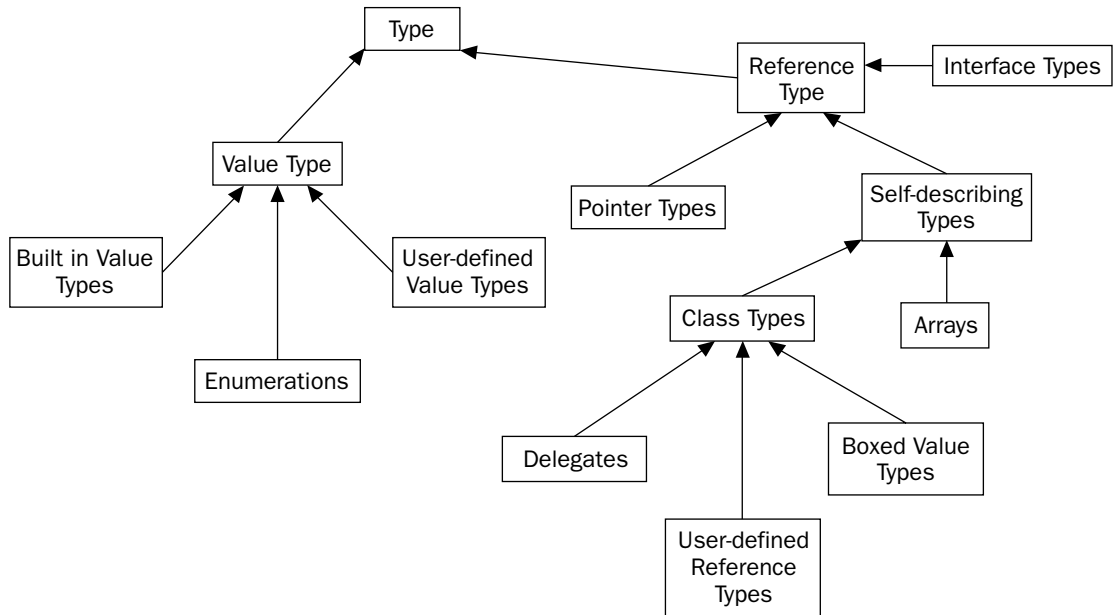 Type
Reference
Type
Interface Types
Value Type
Pointer Types
Self-describing
Types
Built in Value
Types
User-defined
Value Types
Class Types
Arrays
Enumerations
Delegates
Boxed Value
Types
User-defined
Reference
Types